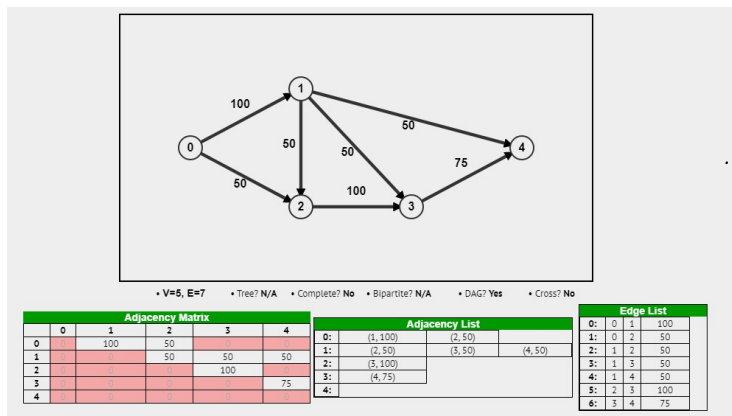 1
100
50
0
50
50
4
75
50
100
2
3
• V=5, E=7 • Tree? N/A • Complete? No • Bipartite? N/A • DAG? Yes • Cross? No
Adjacency Matrix
0 1 2 3 4
0 0 100 50 0 0
1 0 0 50 50 50
2 0 0 0 100 0
3 0 0 0 0 75
4 0 0 0 0 0
Adjacency List
0: (1, 100) (2, 50)
1: (2, 50) (3, 50) (4, 50)
2: (3, 100)
3: (4, 75)
4:
Edge List
0: 0 1 100
1: 0 2 50
2: 1 2 50
3: 1 3 50
4: 1 4 50
5: 2 3 100
6: 3 4 75